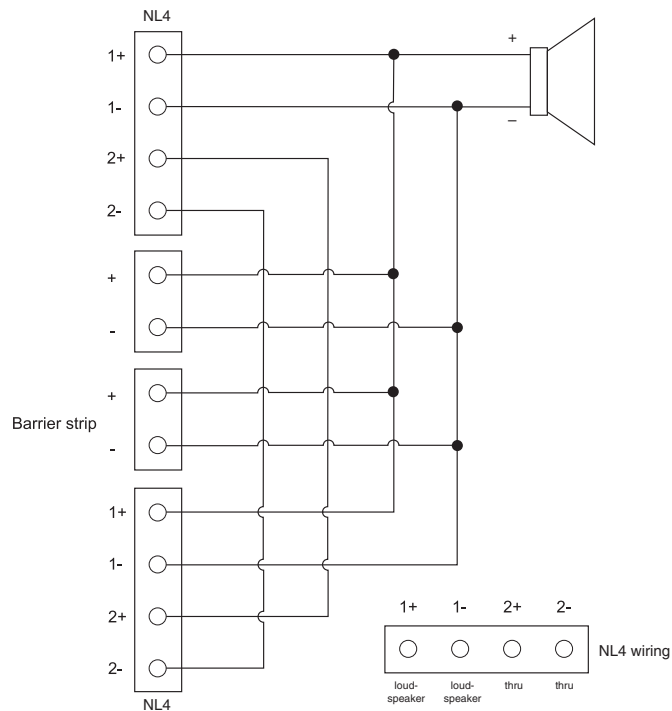 NL4
1+
+
1-
–
2+
2-
+
-
+
Barrier strip
-
1+
1-
2+
2-
NL4
1+ 1- 2+ 2-
NL4 wiring
loud-
speaker
loud-
speaker
thru
thru